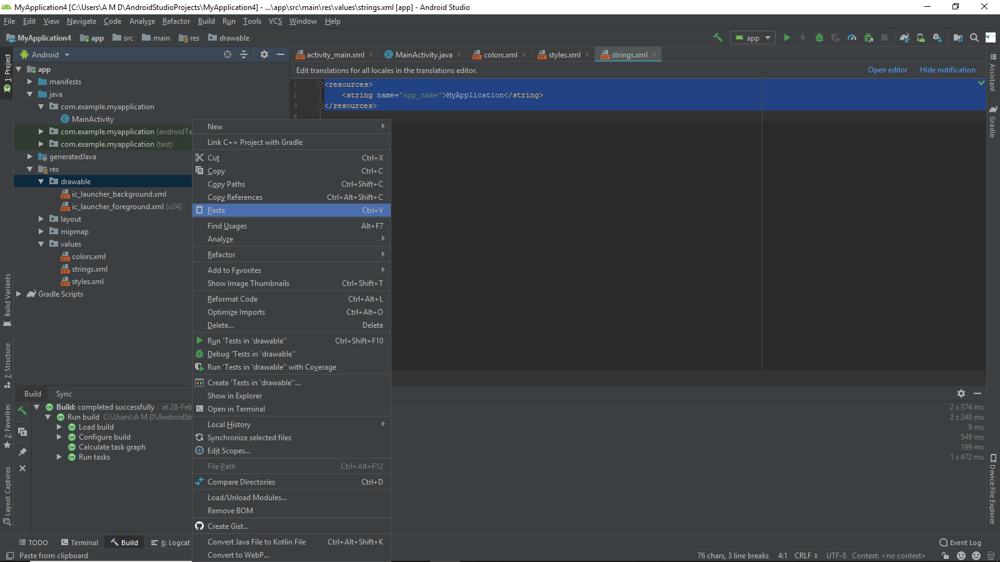 MyApplication4 [C:\Users\A M D\AndroidStudioProjects\MyApplication4] - ...\app\src\main\res\values\strings.xml [app] - Android Studio
File Edit View Navigate Code Analyze Refactor Build Run Tools VCS Window Help
MyApplication4 app src main res drawable
app
1: Project
Android
activity_main.xml MainActivity.java colors.xml styles.xml strings.xml
Edit translations for all locales in the translations editor. Open editor Hide notification
app
manifests
java
com.example.myapplication
MainActivity
com.example.myapplication (androidTe
com.example.myapplication (test)
generatedJava
res
drawable
ic_launcher_background.xml
ic_launcher_foreground.xml (v24)
layout
mipmap
values
colors.xml
strings.xml
styles.xml
Gradle Scripts
1 <resources>
2 <string name="app_name">MyApplication</string>
3 </resources>
4
New
Link C++ Project with Gradle
Cut Ctrl+X
Copy Ctrl+C
Copy Paths Ctrl+Shift+C
Copy References Ctrl+Alt+Shift+C
Paste Ctrl+V
Find Usages Alt+F7
Analyze
Refactor
Add to Favorites
Show Image Thumbnails Ctrl+Shift+T
Reformat Code Ctrl+Alt+L
Optimize Imports Ctrl+Alt+O
Delete... Delete
Run 'Tests in 'drawable'' Ctrl+Shift+F10
Debug 'Tests in 'drawable''
Run 'Tests in 'drawable'' with Coverage
Create 'Tests in 'drawable''...
Show in Explorer
Open in Terminal
Local History
Synchronize selected files
Edit Scopes...
File Path Ctrl+Alt+F12
Compare Directories Ctrl+D
Load/Unload Modules...
Remove BOM
Create Gist...
Convert Java File to Kotlin File Ctrl+Alt+Shift+K
Convert to WebP...
Assistant
Gradle
Device File Explorer
Build Variants
7: Structure
2: Favorites
Layout Captures
Build Sync
Build: completed successfully at 28-Feb 2 s 374 ms
Run build C:\Users\A M D\AndroidStu 2 s 248 ms
Load build 9 ms
Configure build 549 ms
Calculate task graph 199 ms
Run tasks 1 s 472 ms
TODO Terminal Build 6: Logcat Event Log
Paste from clipboard 76 chars, 3 line breaks 4:1 CRLF UTF-8 Context: <no context>